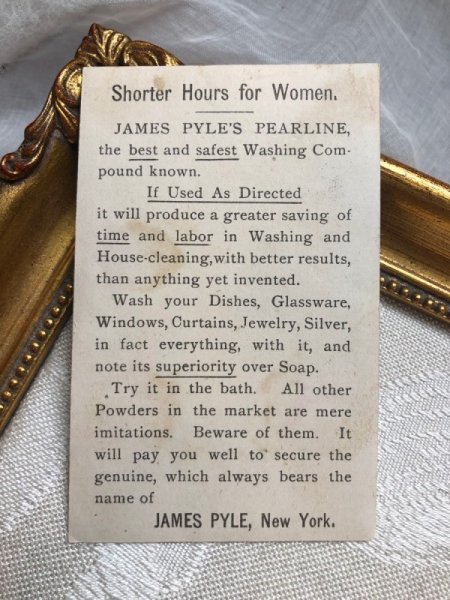 Shorter Hours for Women.
JAMES PYLE'S PEARLINE,
the best and safest Washing Com-
pound known.
If Used As Directed
it will produce a greater saving of
time and labor in Washing and
House-cleaning, with better results,
than anything yet invented.
Wash your Dishes, Glassware,
Windows, Curtains, Jewelry, Silver,
in fact everything, with it, and
note its superiority over Soap.
Try it in the bath. All other
Powders in the market are mere
imitations. Beware of them. It
will pay you well to secure the
genuine, which always bears the
name of
JAMES PYLE, New York.